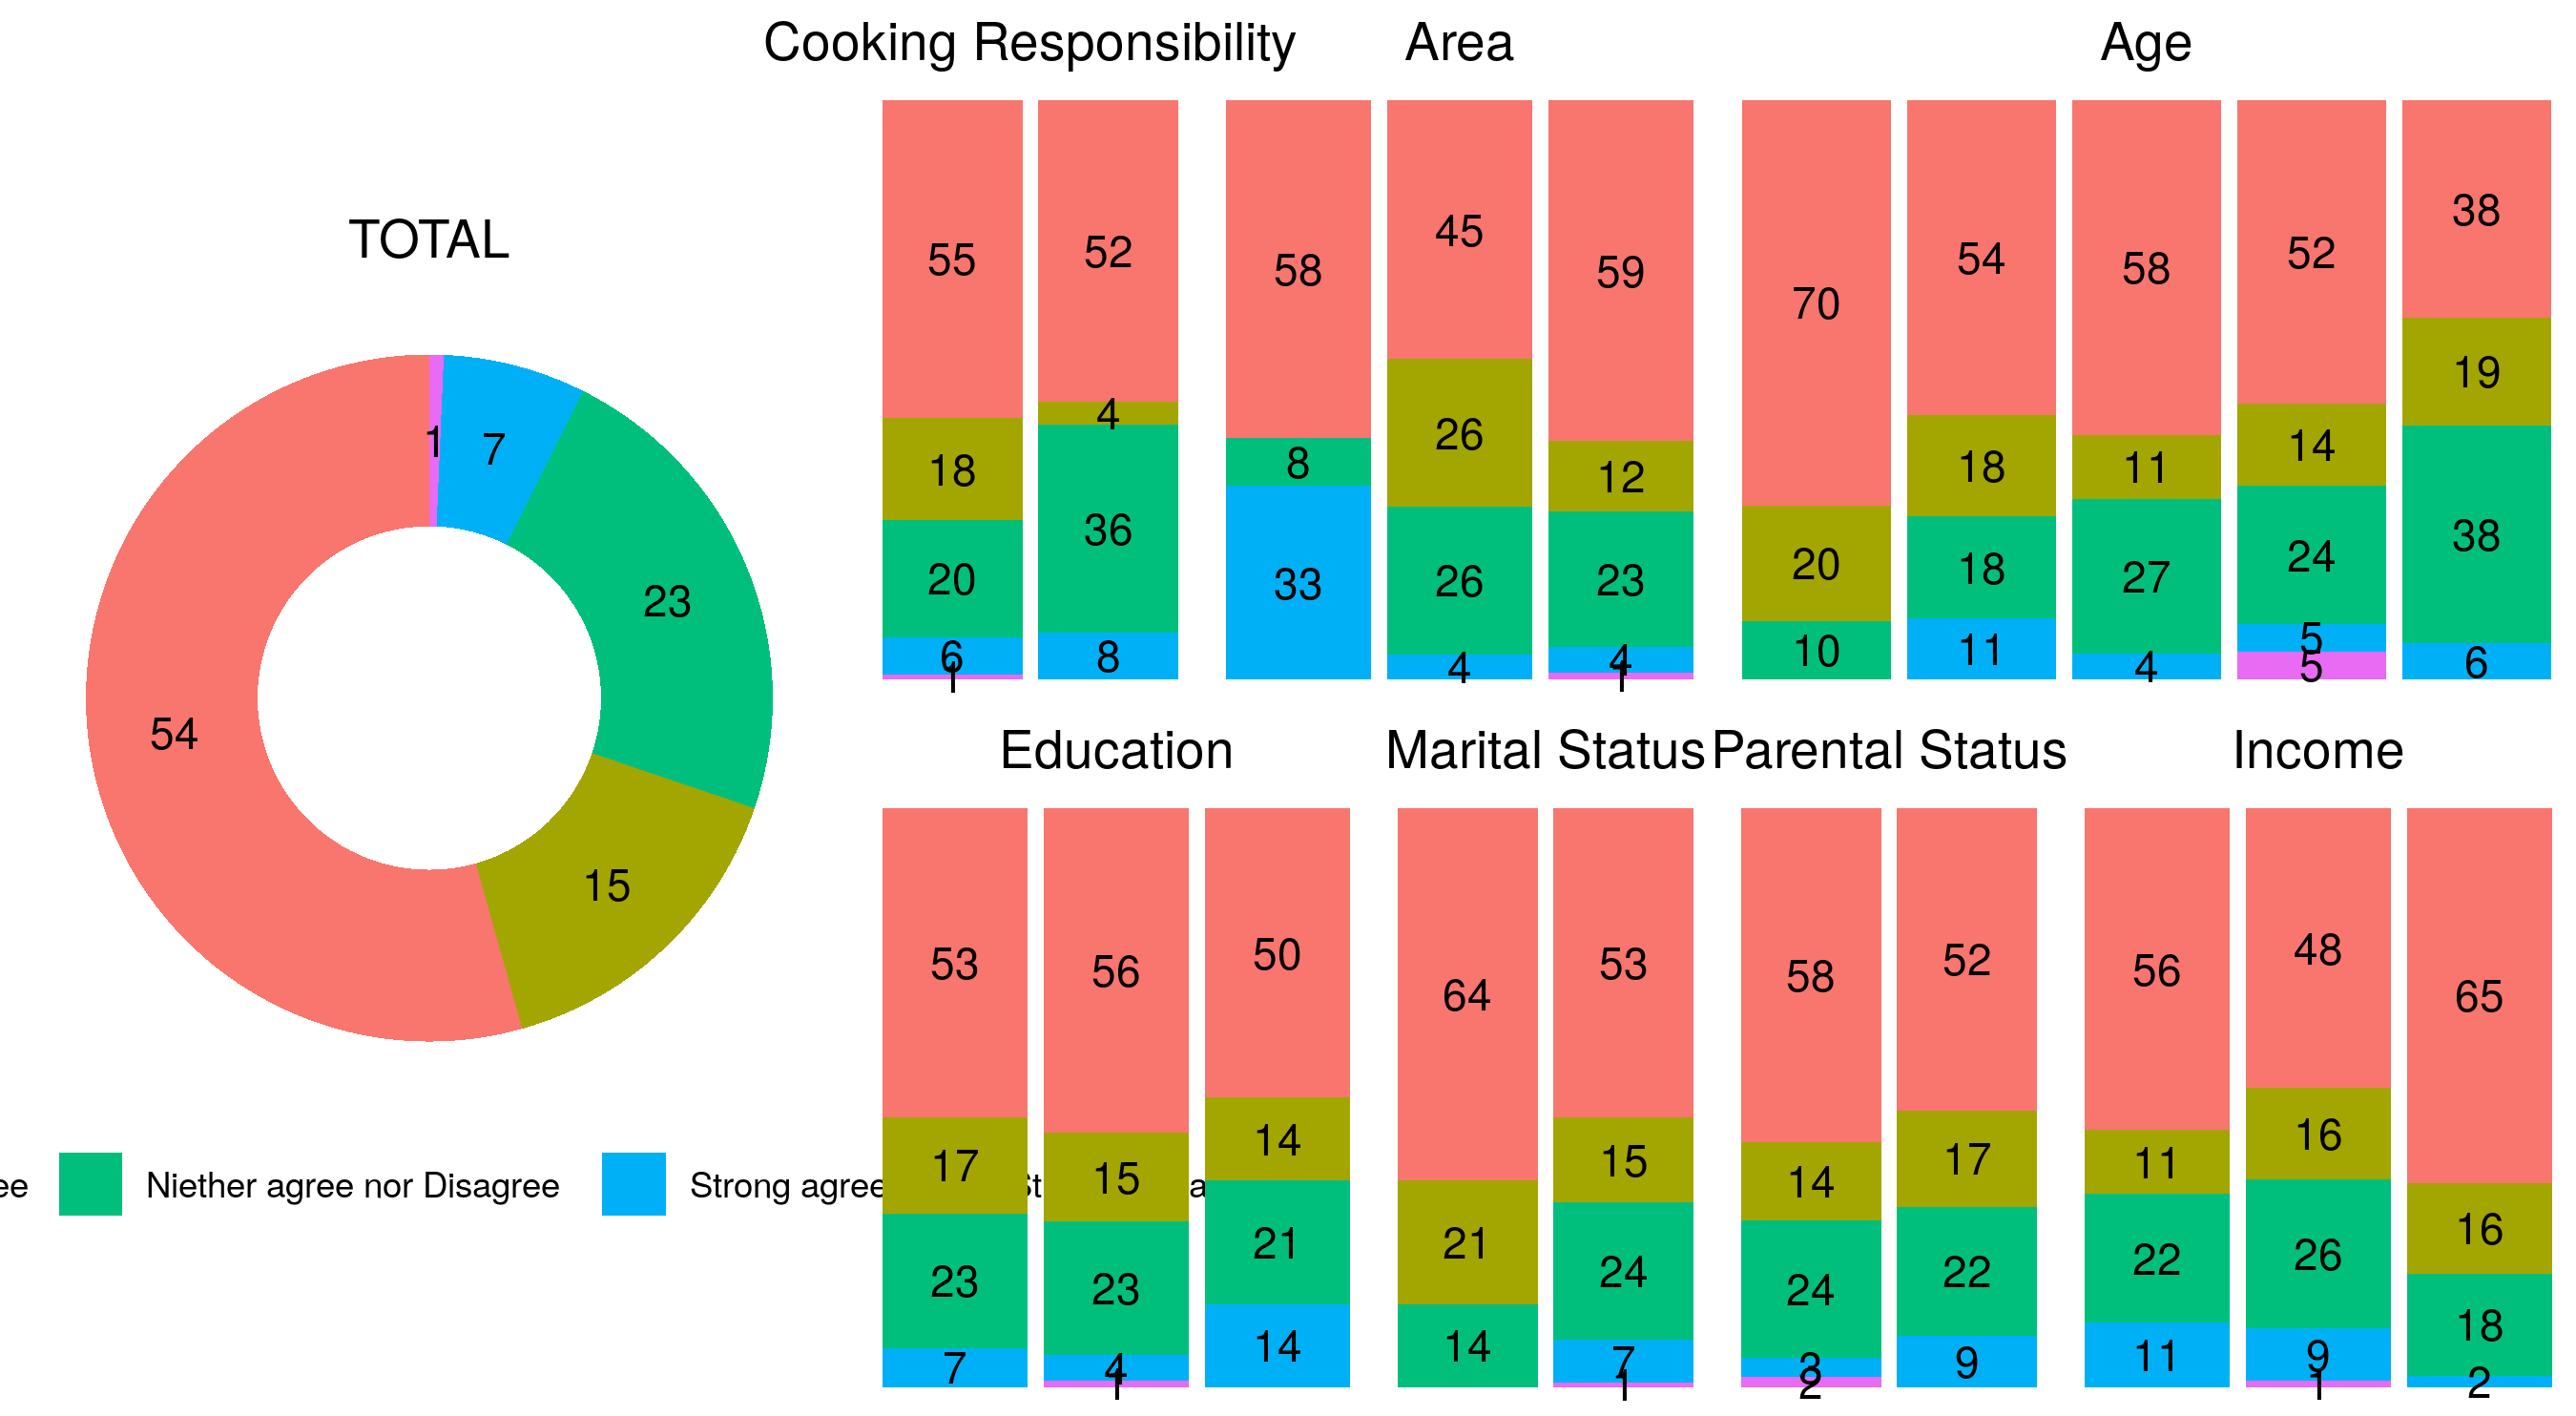 Cooking Responsibility
Area
Age
TOTAL
55 52 58 45 59 70 54 58 52 38
18 4 8 26 12 20 18 11 14 19
20 36 33 26 23 10 18 27 24 38
6 8 4 4 11 4 5 6
1 1 5
1 7
23
54
15
Education
Marital Status
Parental Status
Income
53 56 50 64 53 58 52 56 48 65
17 15 14 21 15 14 17 11 16 16
23 23 21 14 24 24 22 22 26 18
7 4 14 7 3 9 11 9 2
1 1 2 1
ee
Niether agree nor Disagree
Strong agree